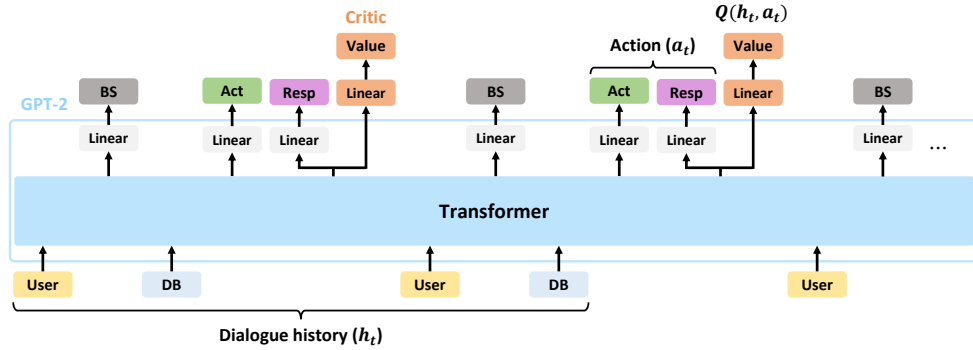 Critic
Q(h_t, a_t)
Value
Action (a_t)
Value
GPT-2
BS
Act
Resp
Linear
BS
Act
Resp
Linear
BS
Linear
Linear
Linear
Linear
Linear
Linear
Linear
...
Transformer
User
DB
User
DB
User
Dialogue history (h_t)